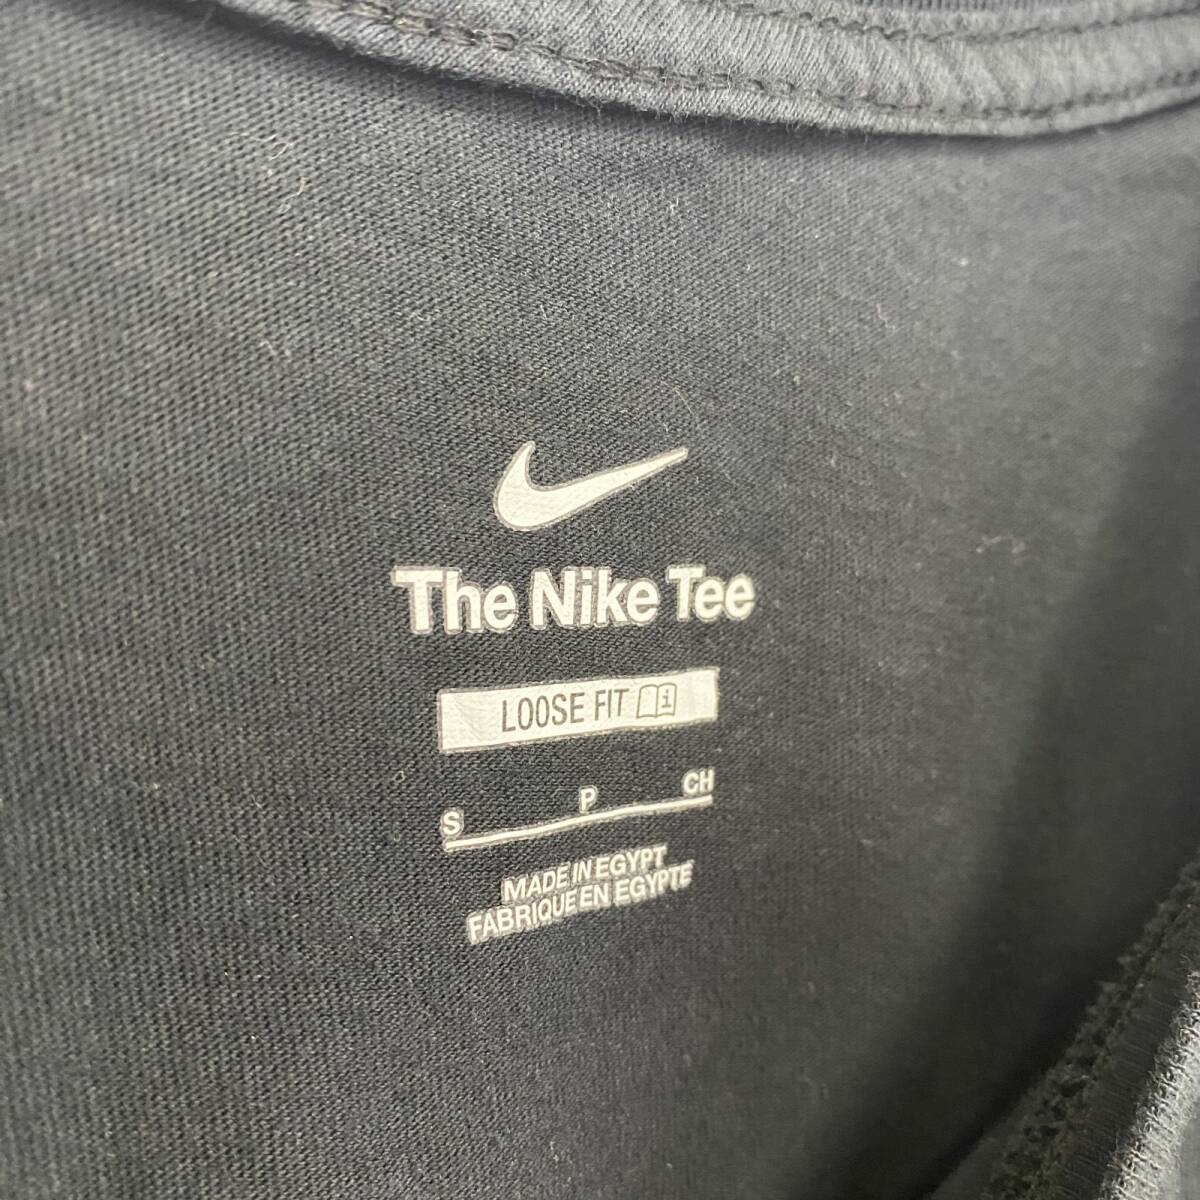 The Nike Tee
LOOSE FIT
S P CH
MADE IN EGYPT
FABRIQUE EN EGYPTE